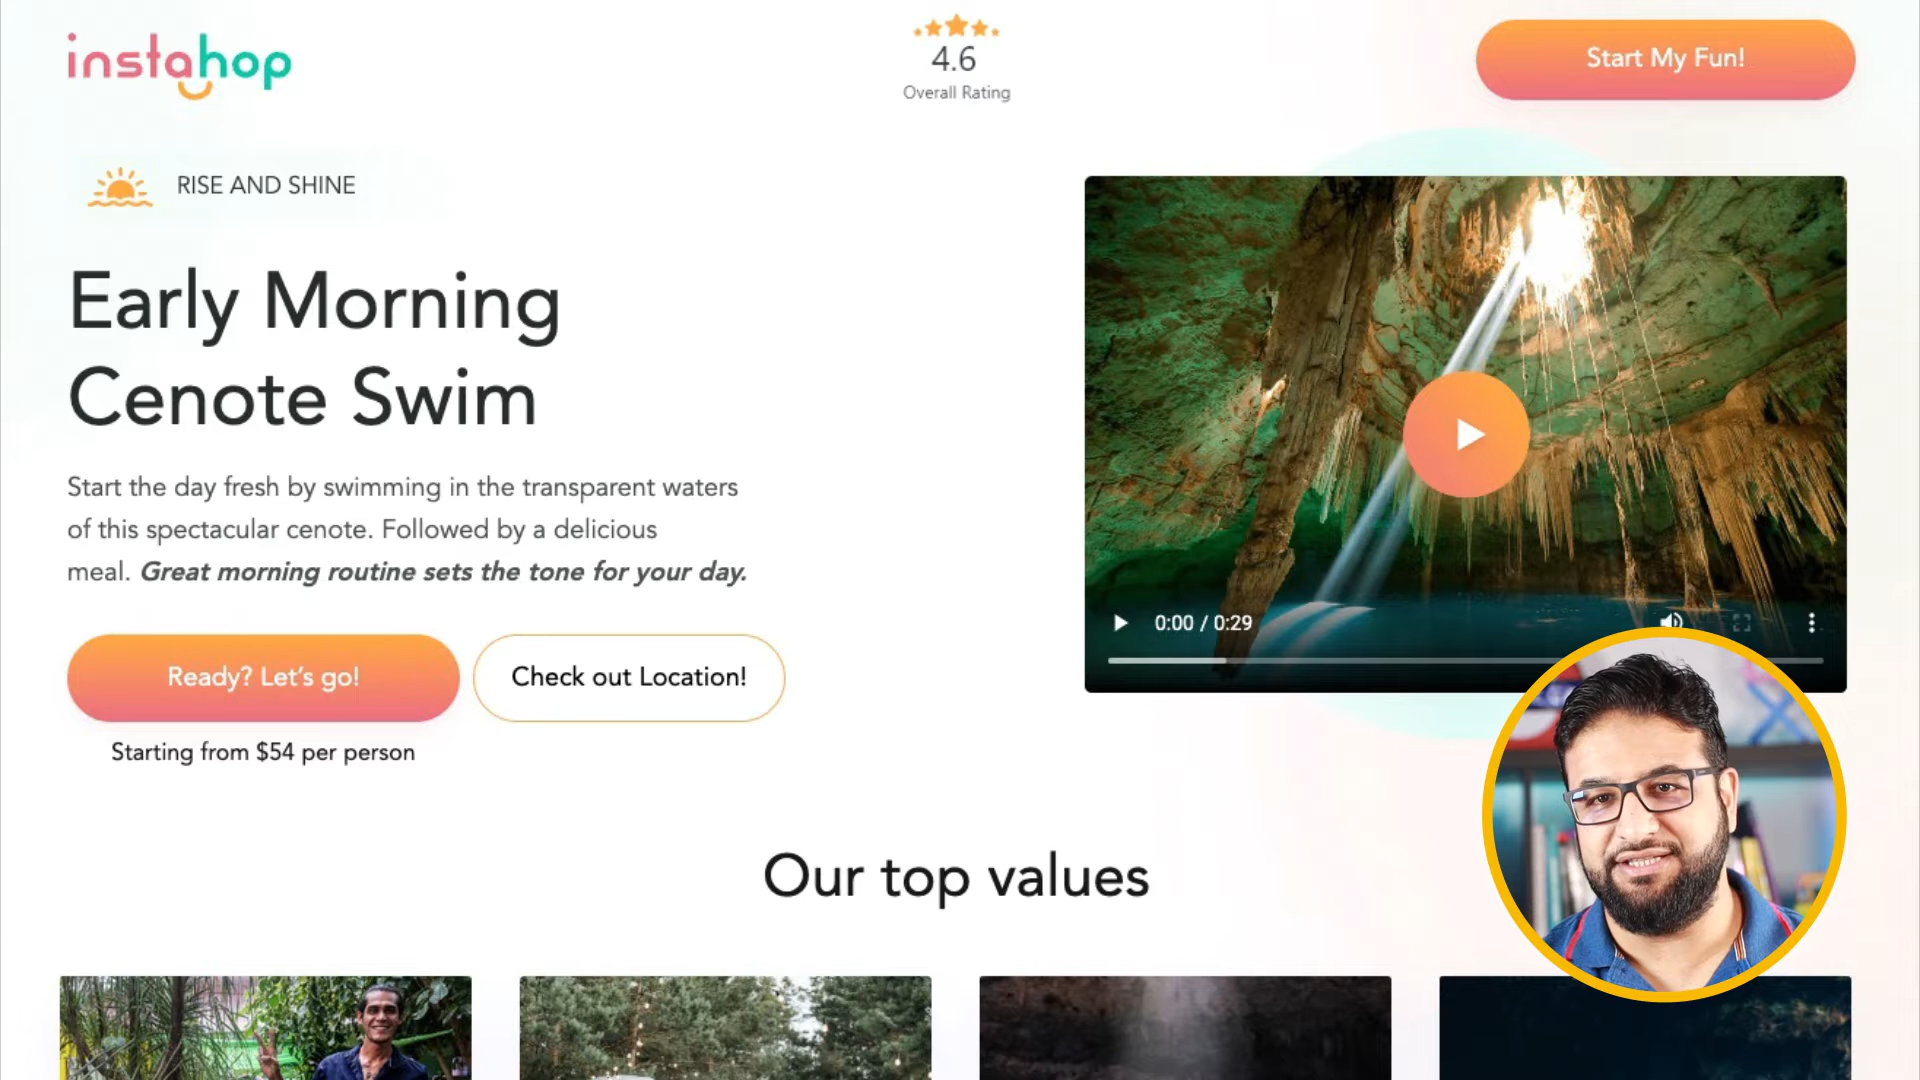 instahop
4.6
Overall Rating
Start My Fun!
RISE AND SHINE
Early Morning
Cenote Swim
Start the day fresh by swimming in the transparent waters
of this spectacular cenote. Followed by a delicious
meal. Great morning routine sets the tone for your day.
Ready? Let’s go!
Check out Location!
Starting from $54 per person
0:00 / 0:29
Our top values